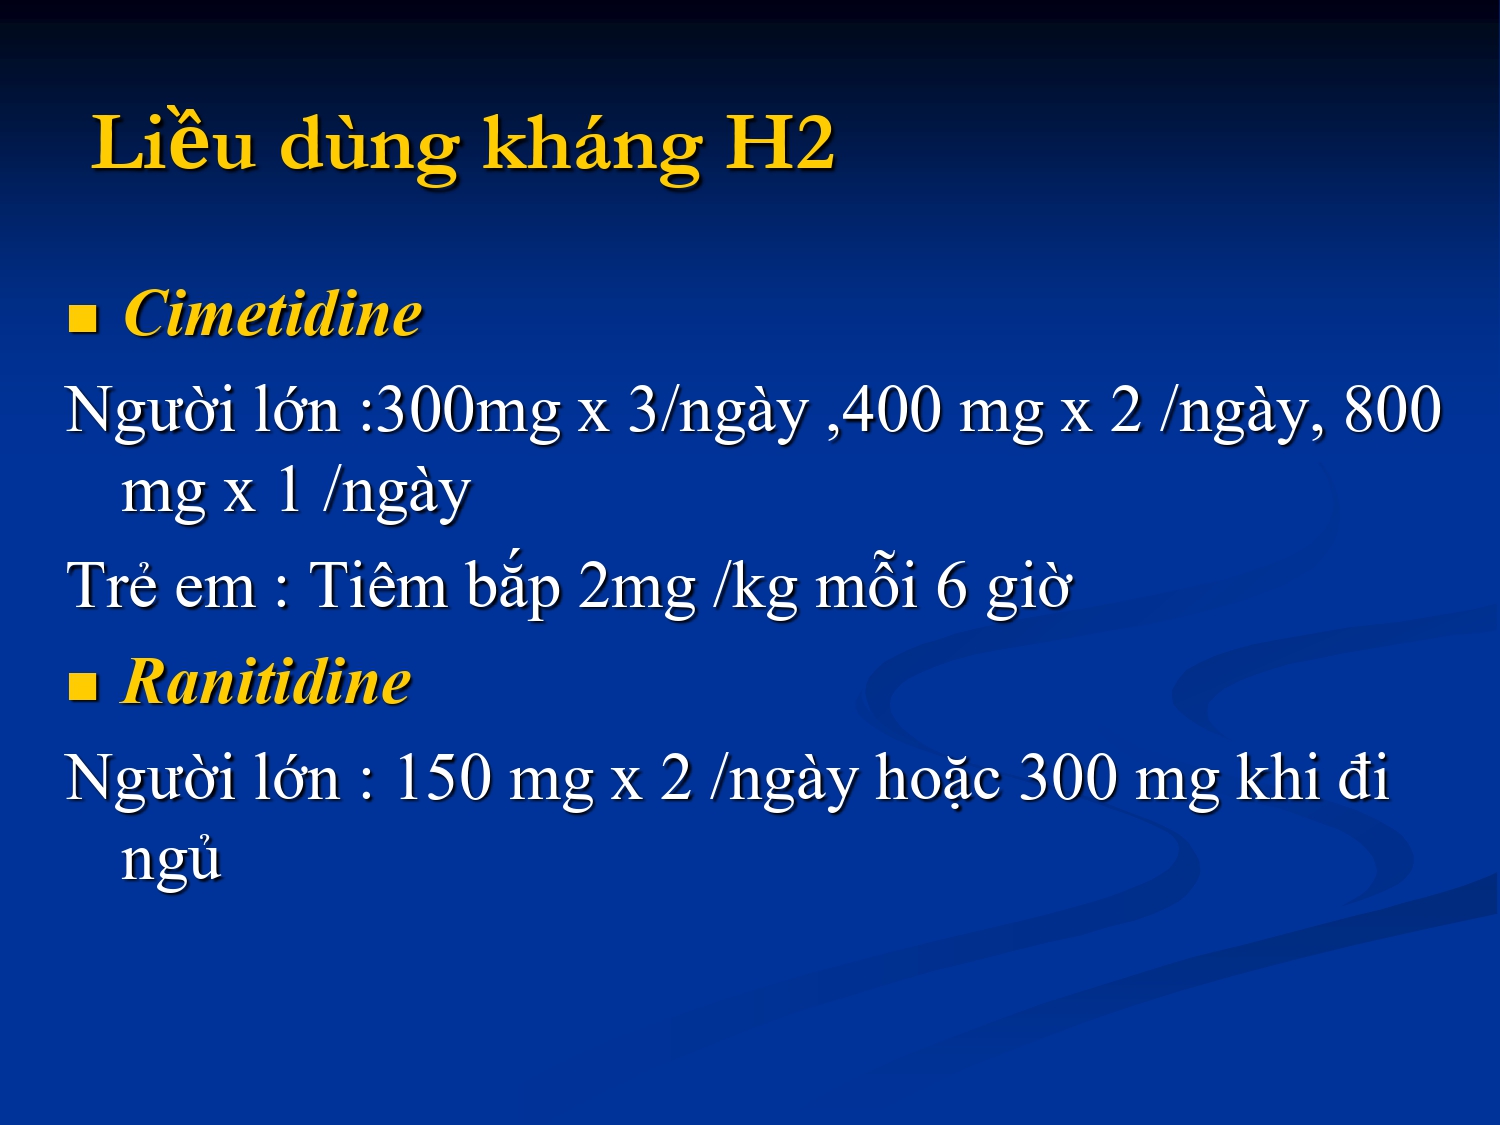 Liều dùng kháng H2
Cimetidine
Người lớn :300mg x 3/ngày ,400 mg x 2 /ngày, 800
mg x 1 /ngày
Trẻ em : Tiêm bắp 2mg /kg mỗi 6 giờ
Ranitidine
Người lớn : 150 mg x 2 /ngày hoặc 300 mg khi đi
ngủ